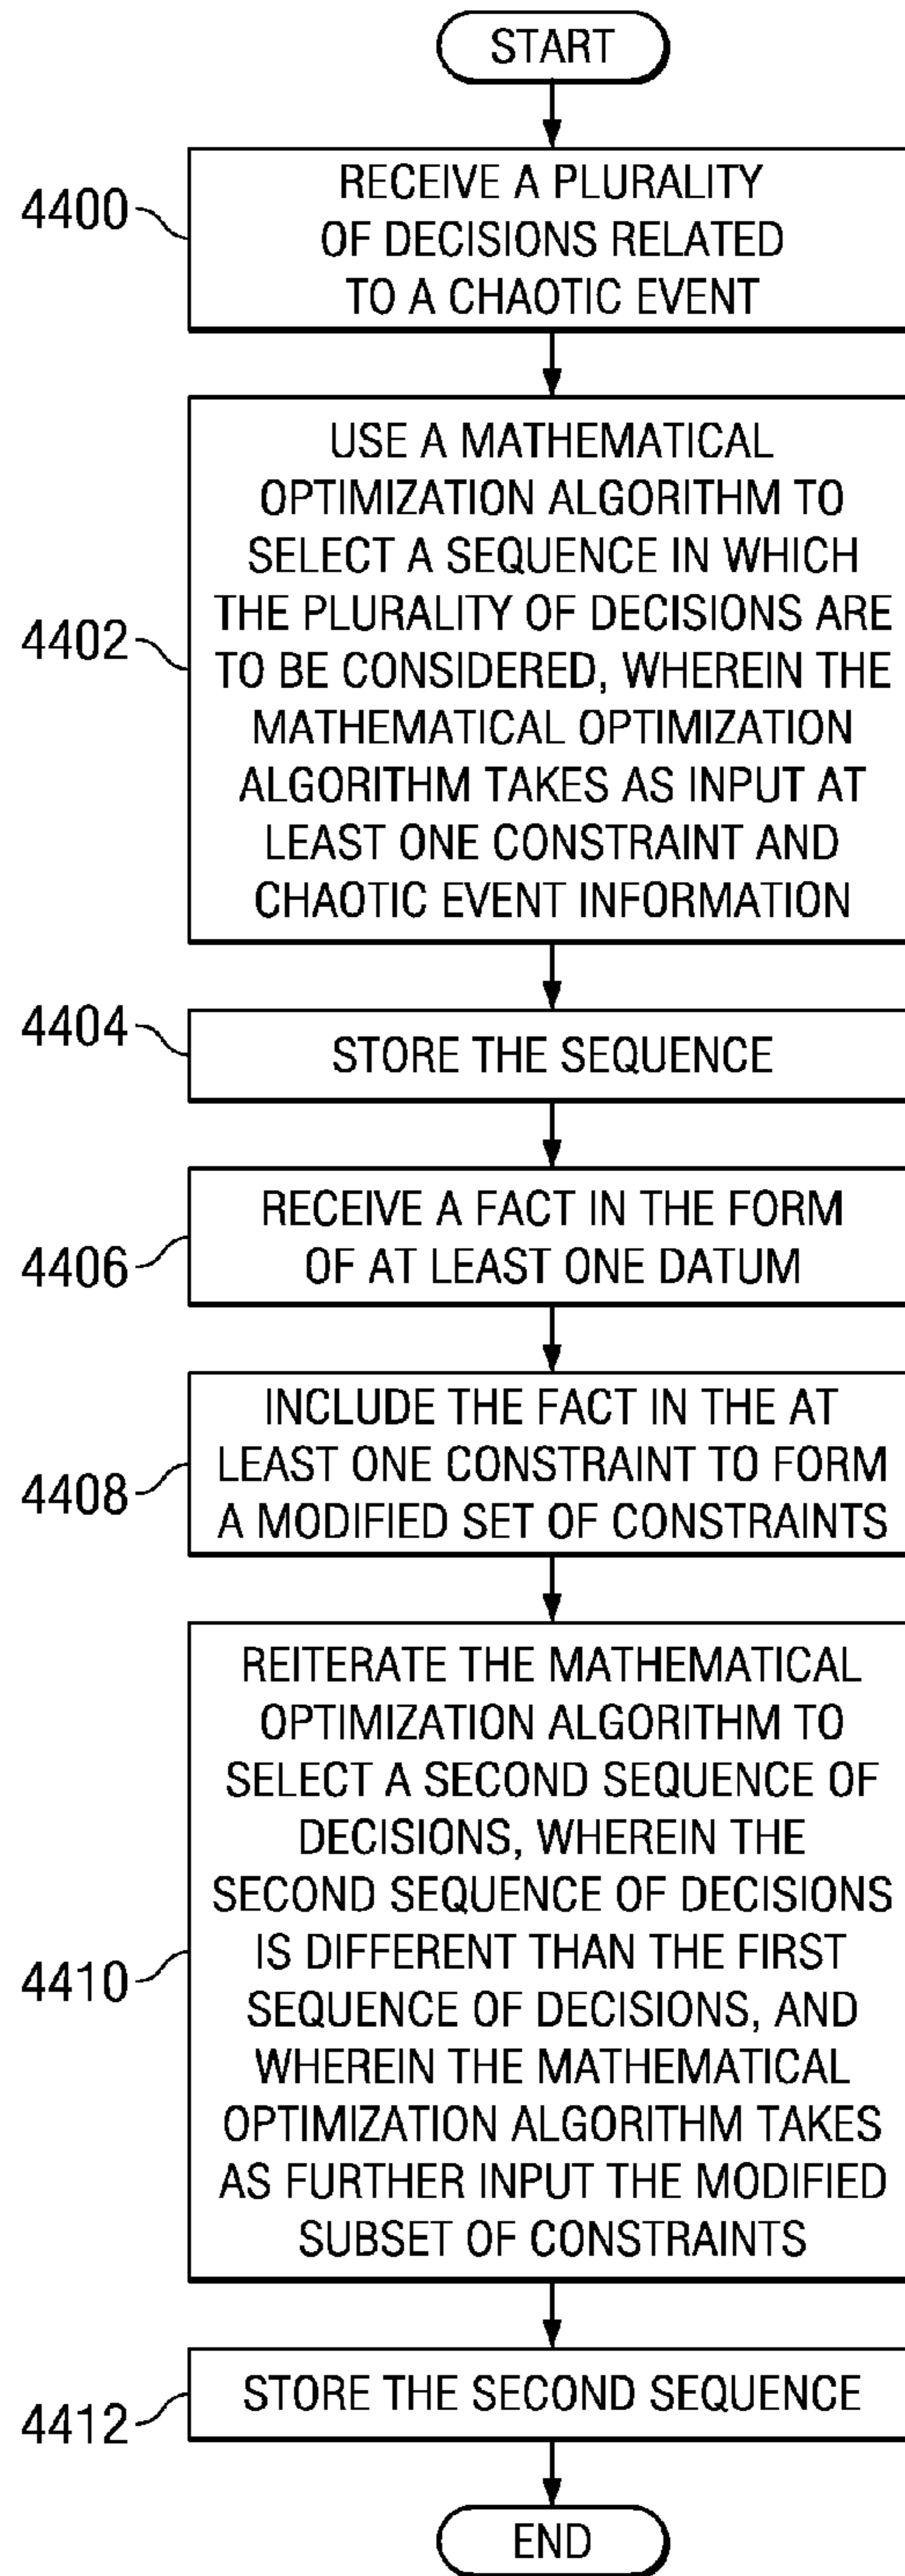 START
4400
RECEIVE A PLURALITY
OF DECISIONS RELATED
TO A CHAOTIC EVENT
4402
USE A MATHEMATICAL
OPTIMIZATION ALGORITHM TO
SELECT A SEQUENCE IN WHICH
THE PLURALITY OF DECISIONS ARE
TO BE CONSIDERED, WHEREIN THE
MATHEMATICAL OPTIMIZATION
ALGORITHM TAKES AS INPUT AT
LEAST ONE CONSTRAINT AND
CHAOTIC EVENT INFORMATION
4404
STORE THE SEQUENCE
4406
RECEIVE A FACT IN THE FORM
OF AT LEAST ONE DATUM
4408
INCLUDE THE FACT IN THE AT
LEAST ONE CONSTRAINT TO FORM
A MODIFIED SET OF CONSTRAINTS
4410
REITERATE THE MATHEMATICAL
OPTIMIZATION ALGORITHM TO
SELECT A SECOND SEQUENCE OF
DECISIONS, WHEREIN THE
SECOND SEQUENCE OF DECISIONS
IS DIFFERENT THAN THE FIRST
SEQUENCE OF DECISIONS, AND
WHEREIN THE MATHEMATICAL
OPTIMIZATION ALGORITHM TAKES
AS FURTHER INPUT THE MODIFIED
SUBSET OF CONSTRAINTS
4412
STORE THE SECOND SEQUENCE
END